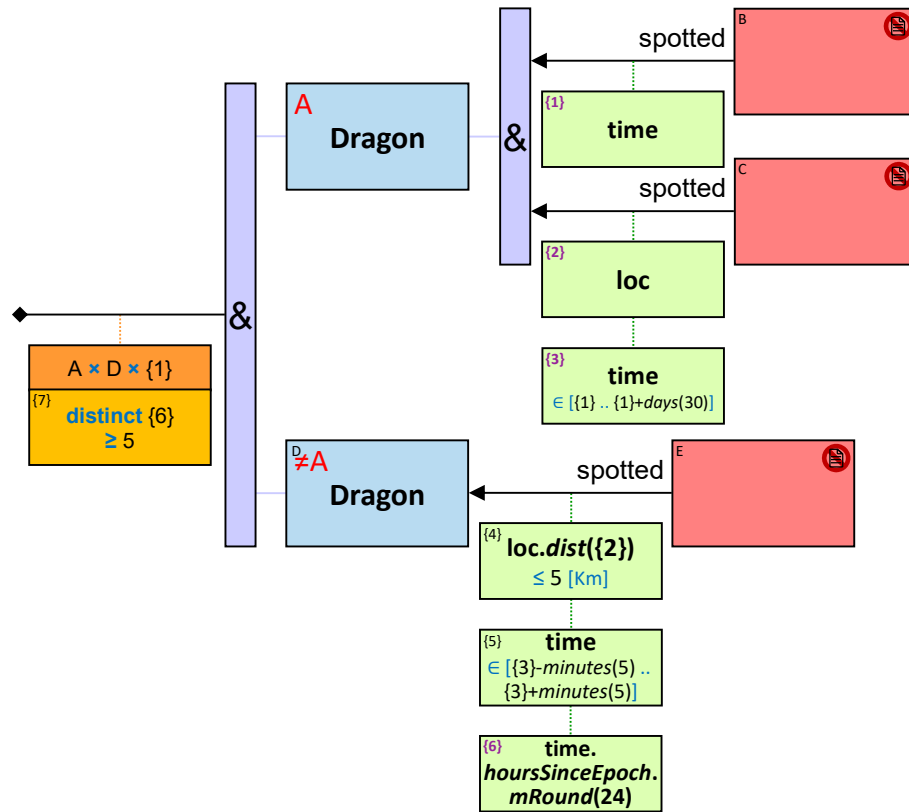 B
spotted
A
Dragon
&
{1}
time
C
spotted
{2}
loc
&
{3}
time
∈ [{1} .. {1}+days(30)]
A × D × {1}
{7}
distinct {6}
≥ 5
D
≠A
Dragon
E
spotted
{4}
loc.dist({2})
≤ 5 [Km]
{5}
time
∈ [{3}-minutes(5) ..
{3}+minutes(5)]
{6}
time.
hoursSinceEpoch.
mRound(24)